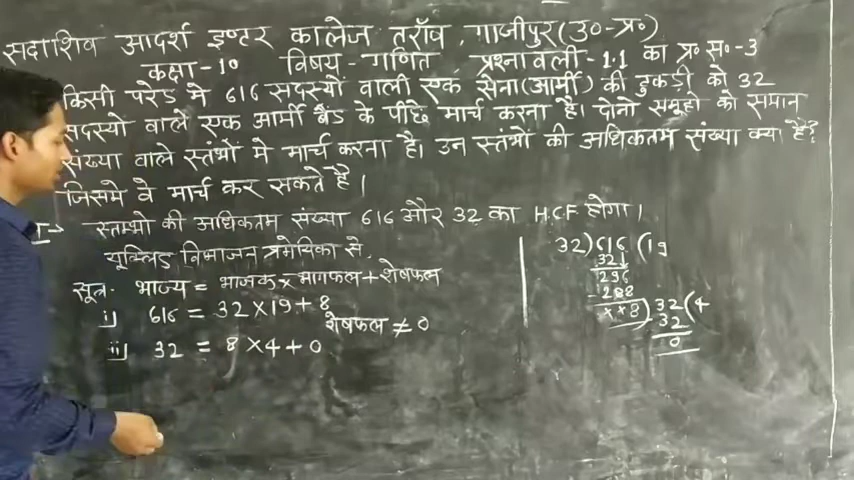 सदाशिव आदर्श इण्टर कालेज तराँव, गाजीपुर (उ०-प्र०)
कक्षा-10 विषय-गणित, प्रश्नावली-1.1 का प्र० स०-3
किसी परेड मे 616 सदस्यो वाली एक सेना (आर्मी) की टुकड़ी को 32
सदस्यो वाले एक आर्मी बैंड के पीछे मार्च करना है। दोनो समूहो को समान
संख्या वाले स्तंभो मे मार्च करना है। उन स्तंभो की अधिकतम संख्या क्या है?
जिसमे वे मार्च कर सकते है।
स्तम्भो की अधिकतम संख्या 616 और 32 का H.C.F होगा।
यूक्लिड विभाजन प्रमेयिका से,
सूत्र- भाज्य = भाजक × भागफल + शेषफल
i) 616 = 32 × 19 + 8
शेषफल ≠ 0
ii) 32 = 8 × 4 + 0
32) 616 (19
32↓
296
288
××8) 32 (4
32
0